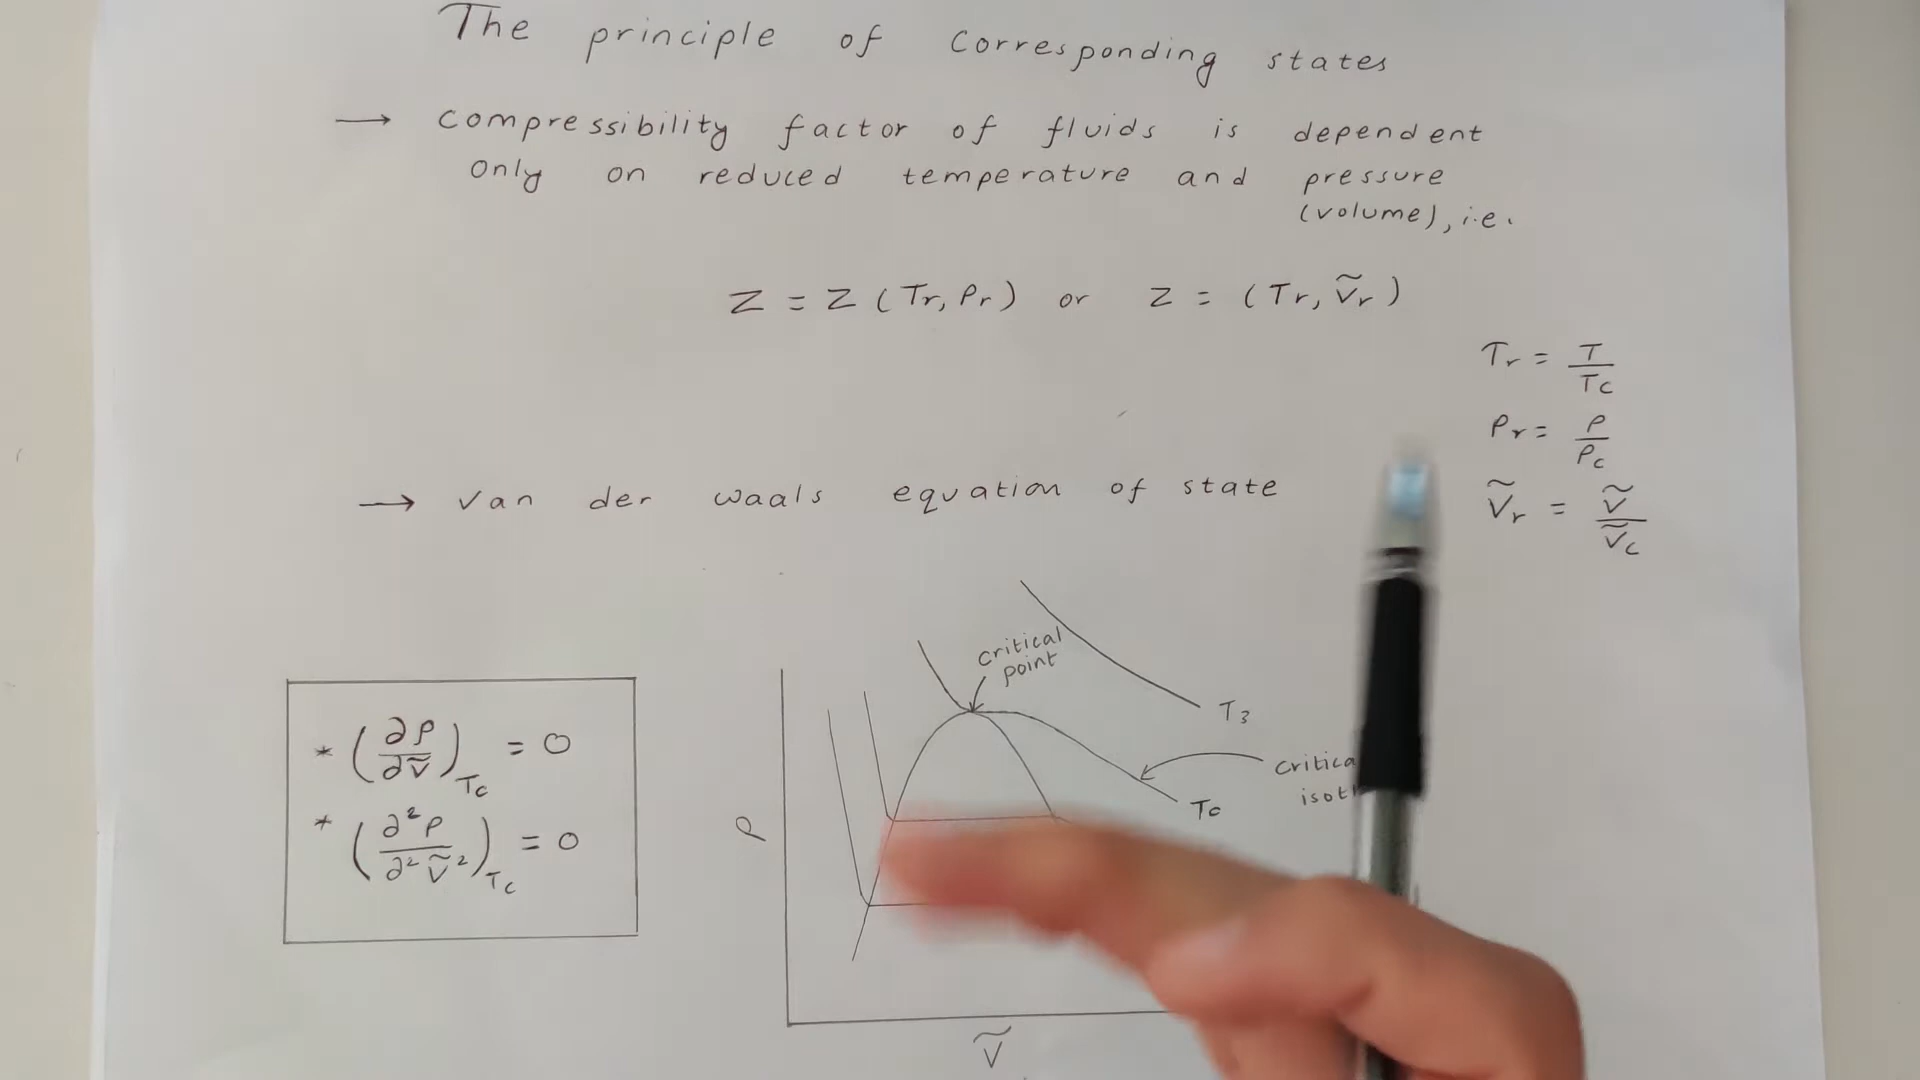 The principle of corresponding states
→ compressibility factor of fluids is dependent
only on reduced temperature and pressure
(volume), i.e.
Z = Z (Tr, Pr) or Z = (Tr, Ṽr)
Tr = T/Tc
Pr = P/Pc
Ṽr = Ṽ/Ṽc
→ van der waals equation of state
critical
point
T3
* (∂P/∂Ṽ)Tc = 0
* (∂²P/∂²Ṽ²)Tc = 0
Tc
P
Ṽ